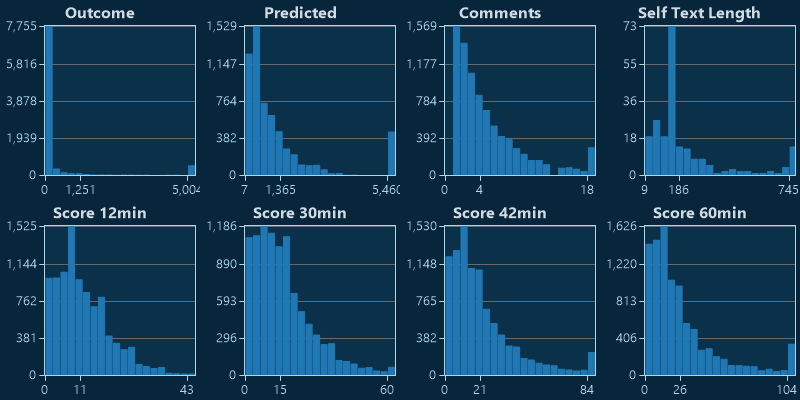 Outcome
7,755
5,816
3,878
1,939
0
0 1,251 5,004
Predicted
1,529
1,147
764
382
0
7 1,365 5,460
Comments
1,569
1,177
784
392
0
0 4 18
Self Text Length
73
55
36
18
0
9 186 745
Score 12min
1,525
1,144
762
381
0
0 11 43
Score 30min
1,186
890
593
296
0
0 15 60
Score 42min
1,530
1,148
765
382
0
0 21 84
Score 60min
1,626
1,220
813
406
0
0 26 104